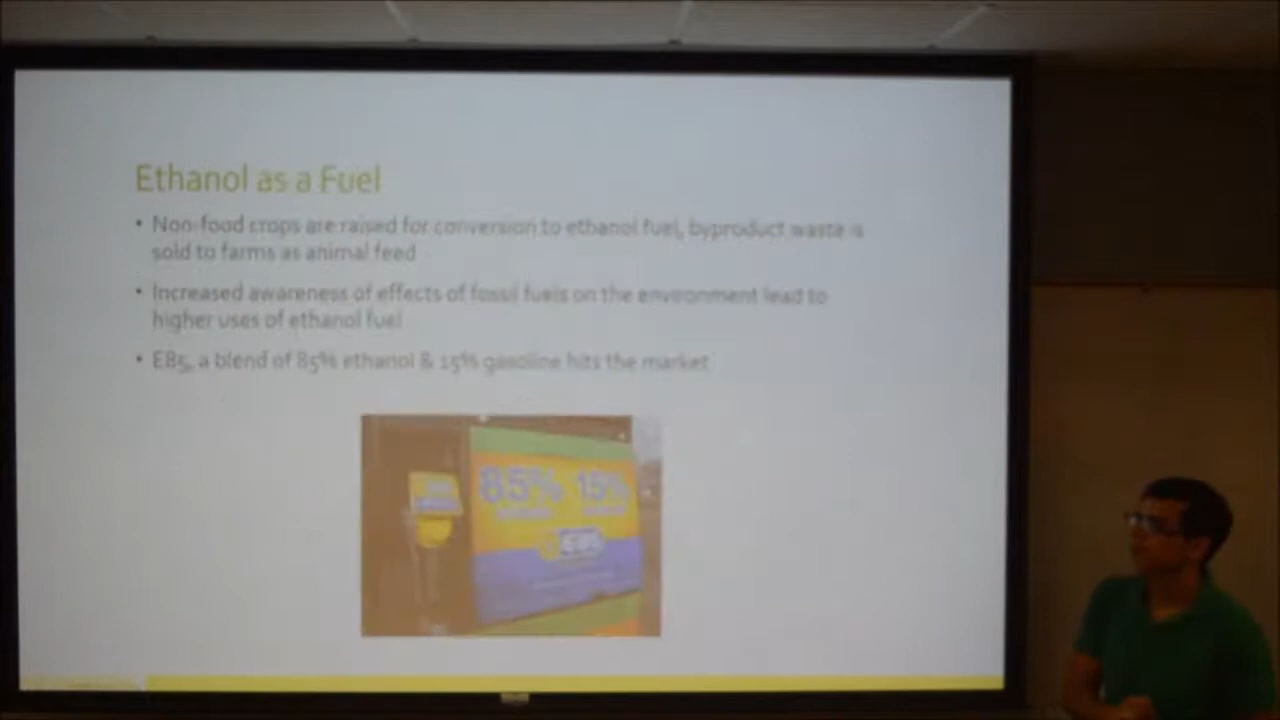 Ethanol as a Fuel
• Non-food crops are raised for conversion to ethanol fuel, byproduct waste is
sold to farms as animal feed
• Increased awareness of effects of fossil fuels on the environment lead to
higher uses of ethanol fuel
• E85, a blend of 85% ethanol & 15% gasoline hits the market
85% 15%
E85